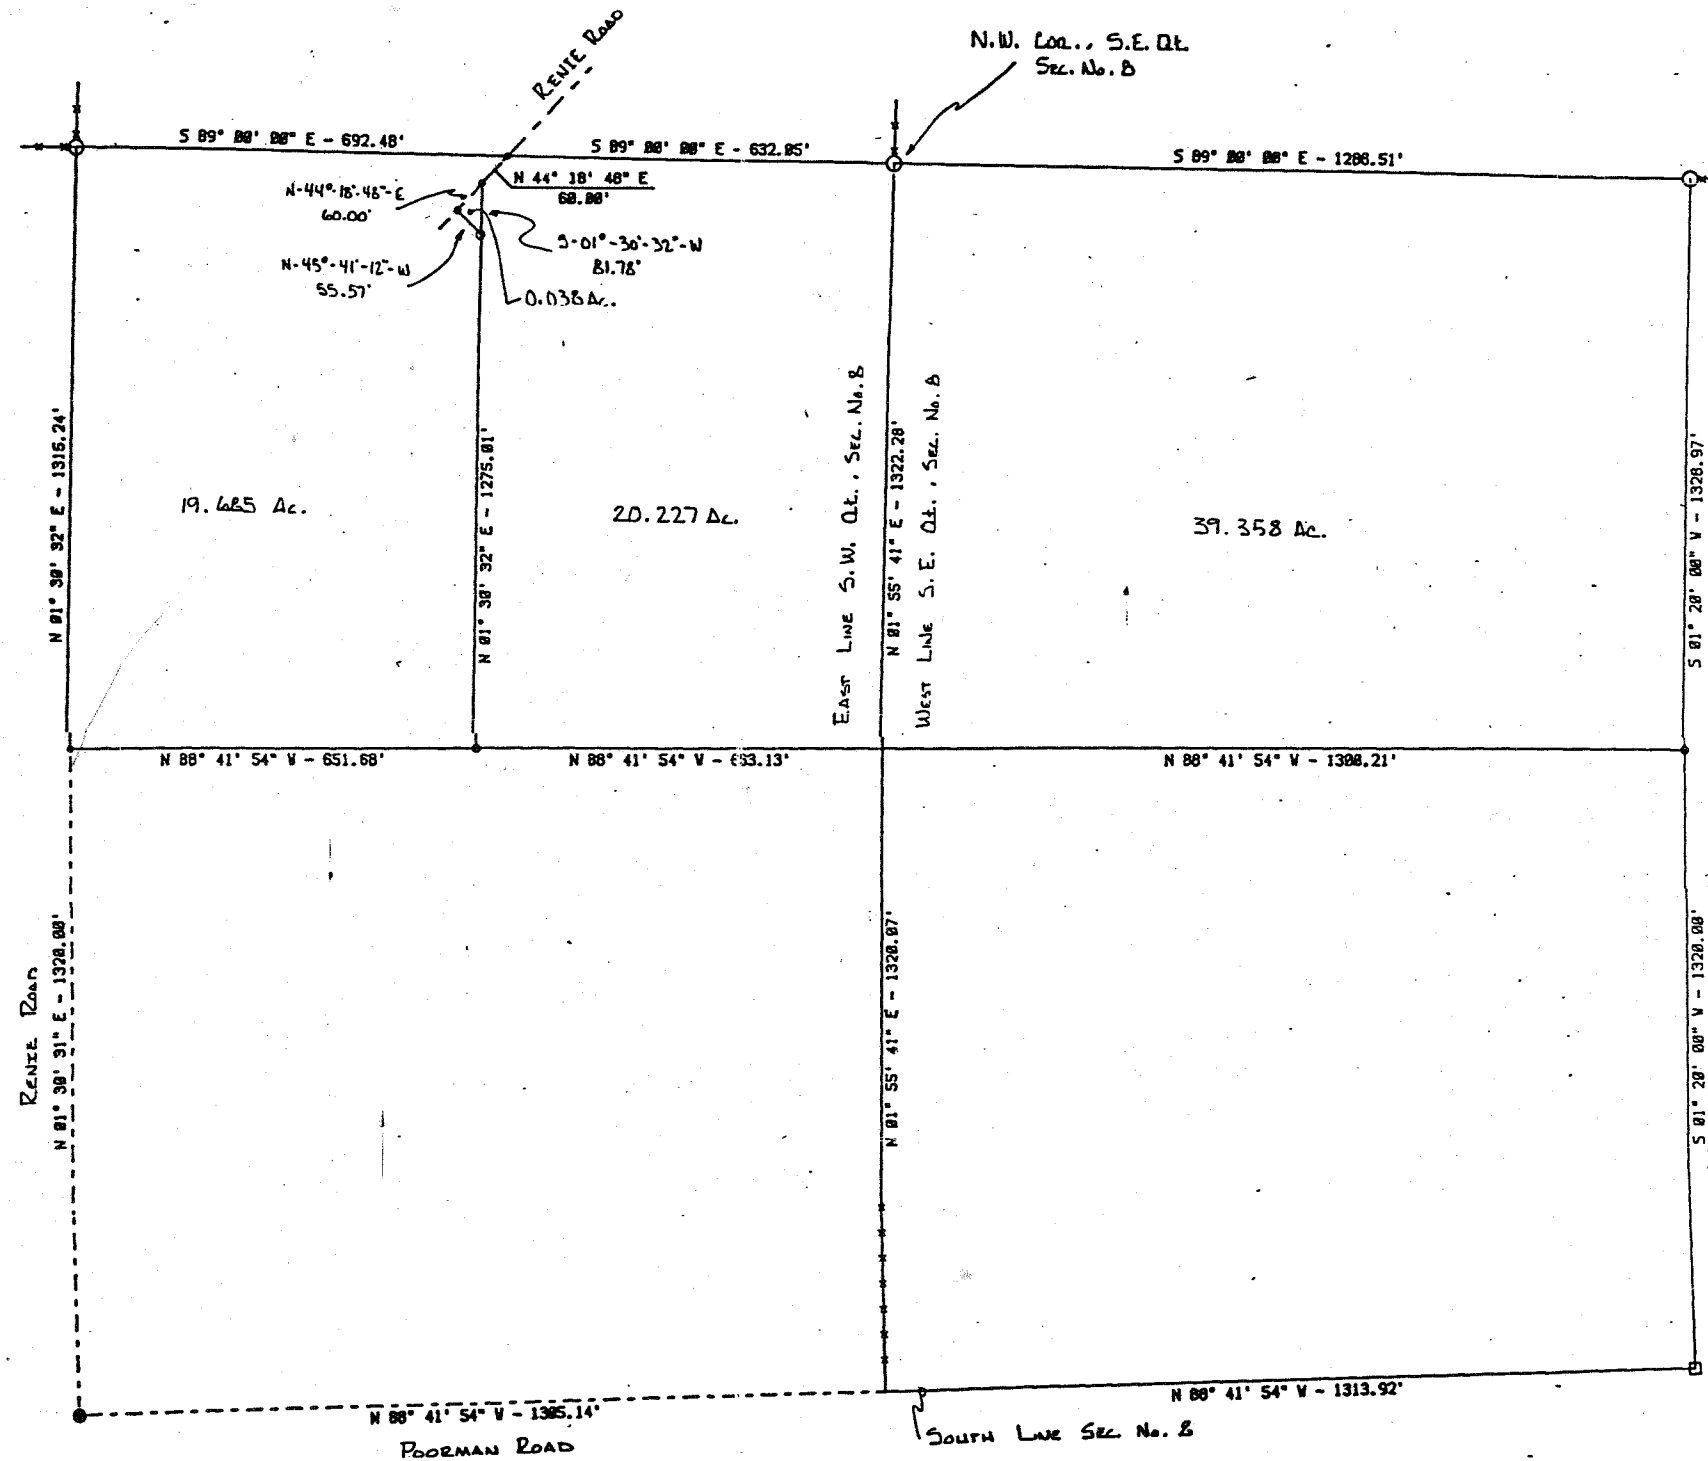 RENIE ROAD
N.W. COR., S.E. QT.
SEC. NO. 8
S 89° 00' 00" E - 692.48'
S 89° 00' 00" E - 632.05'
S 89° 00' 00" E - 1286.51'
N 44° 18' 48" E
60.00'
N-44°-18'-48"-E
60.00'
S-01°-30'-32"-W
81.78'
N-45°-41'-12"-W
55.57'
0.038 Ac.
N 01° 30' 32" E - 1315.24'
19.685 Ac.
N 01° 30' 32" E - 1275.01'
20.227 Ac.
EAST LINE S.W. QT., SEC. NO. 8
N 01° 55' 41" E - 1322.28'
WEST LINE S.E. QT., SEC. NO. 8
39.358 Ac.
S 01° 20' 00" W - 1328.97'
N 88° 41' 54" W - 651.68'
N 88° 41' 54" W - 653.13'
N 88° 41' 54" W - 1300.21'
RENIE ROAD
N 01° 30' 31" E - 1320.00'
N 01° 55' 41" E - 1320.07'
S 01° 20' 00" W - 1320.00'
N 88° 41' 54" W - 1305.14'
POORMAN ROAD
N 88° 41' 54" W - 1313.92'
SOUTH LINE SEC. NO. 8